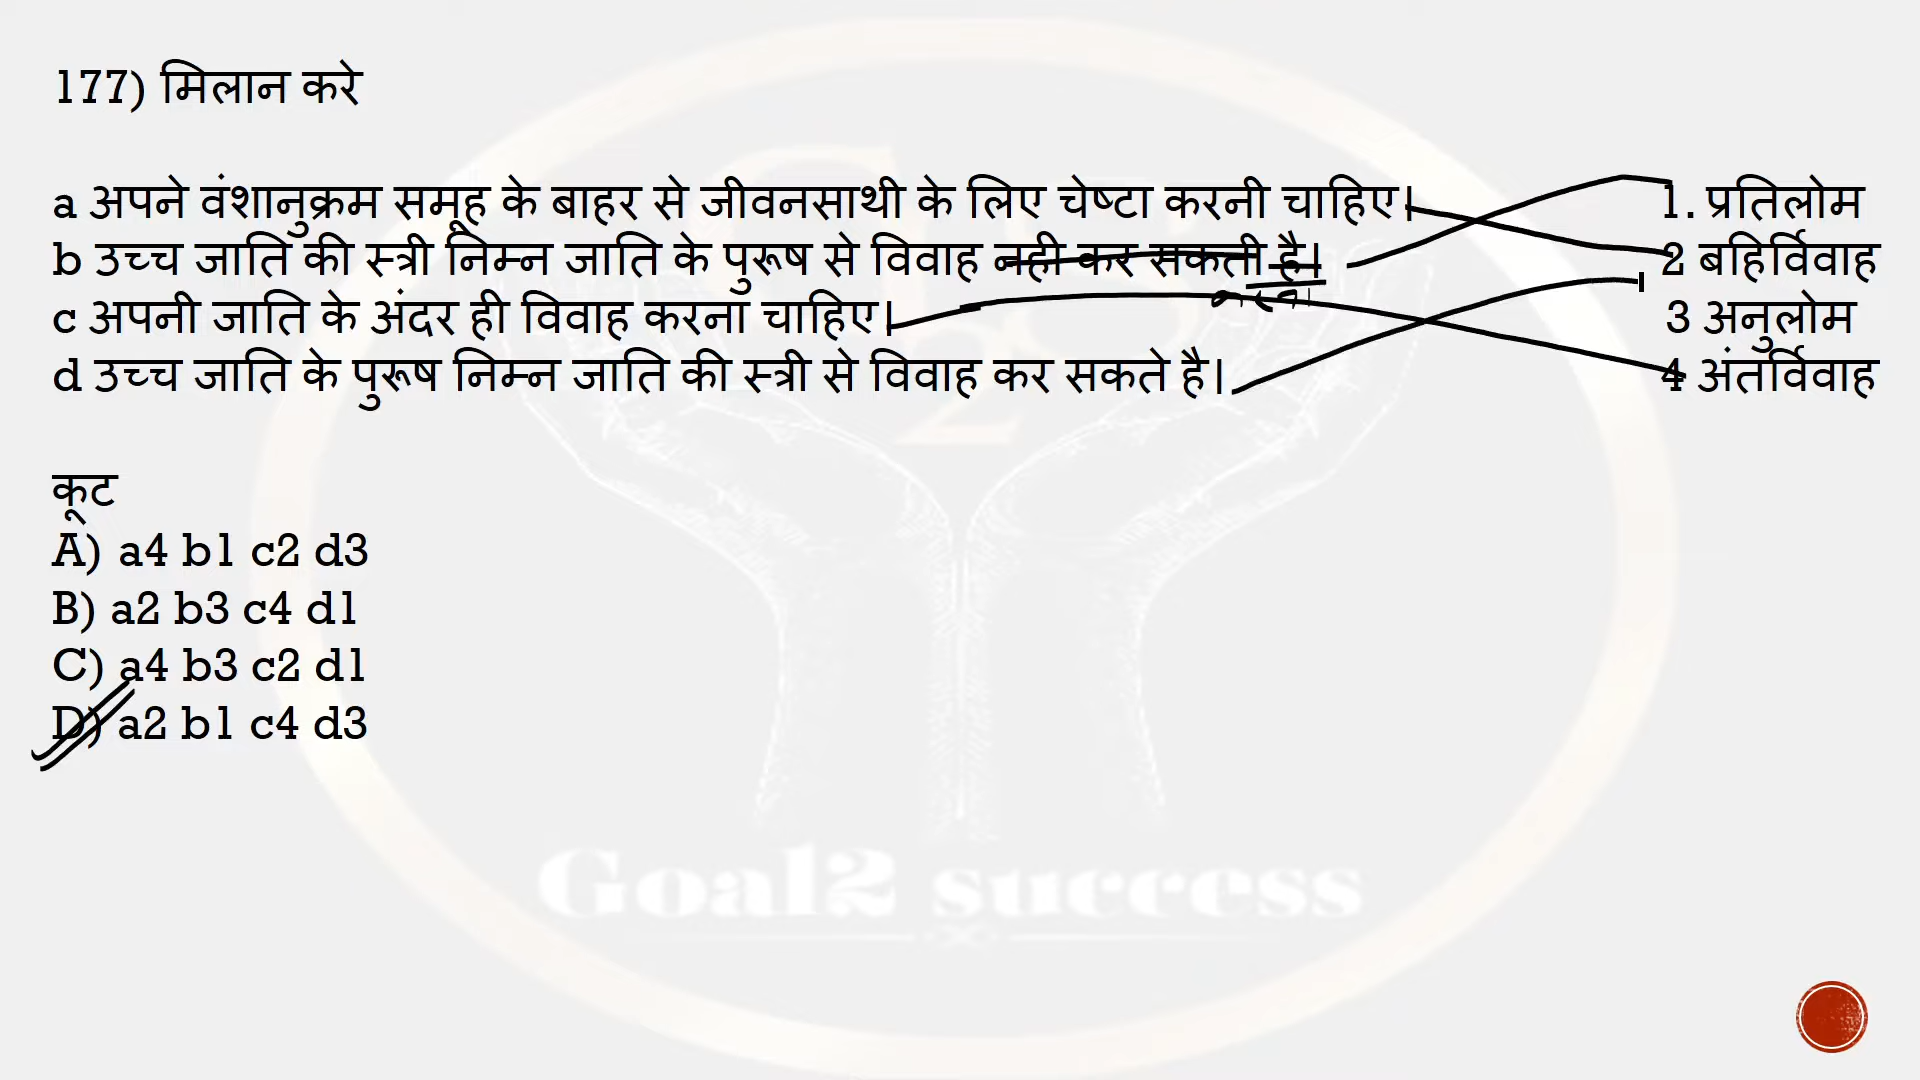 177) मिलान करे
a अपने वंशानुक्रम समूह के बाहर से जीवनसाथी के लिए चेष्टा करनी चाहिए। 1. प्रतिलोम
b उच्च जाति की स्त्री निम्न जाति के पुरूष से विवाह नही कर सकती है। 2 बहिर्विवाह
c अपनी जाति के अंदर ही विवाह करना चाहिए। 3 अनुलोम
d उच्च जाति के पुरूष निम्न जाति की स्त्री से विवाह कर सकते है। 4 अंतर्विवाह
कूट
A) a4 b1 c2 d3
B) a2 b3 c4 d1
C) a4 b3 c2 d1
D) a2 b1 c4 d3
Goal2 success